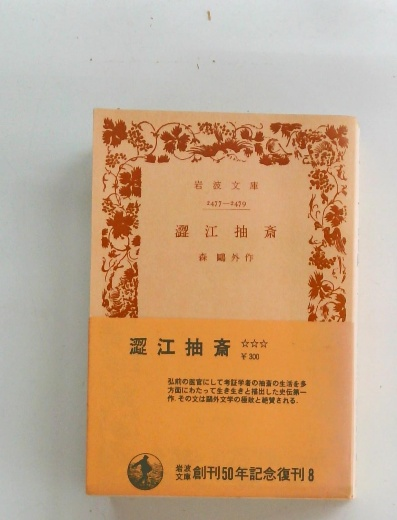 岩波文庫
2477—2479
澀江抽斎
森鷗外作
澀江抽斎 ☆☆☆
¥300
弘前の医官にして考証学者の抽斎の生活を多
方面にわたって生き生きと描出した史伝第一
作.その文は鷗外文学の極致と絶賛される.
岩波文庫 創刊50年記念復刊 8